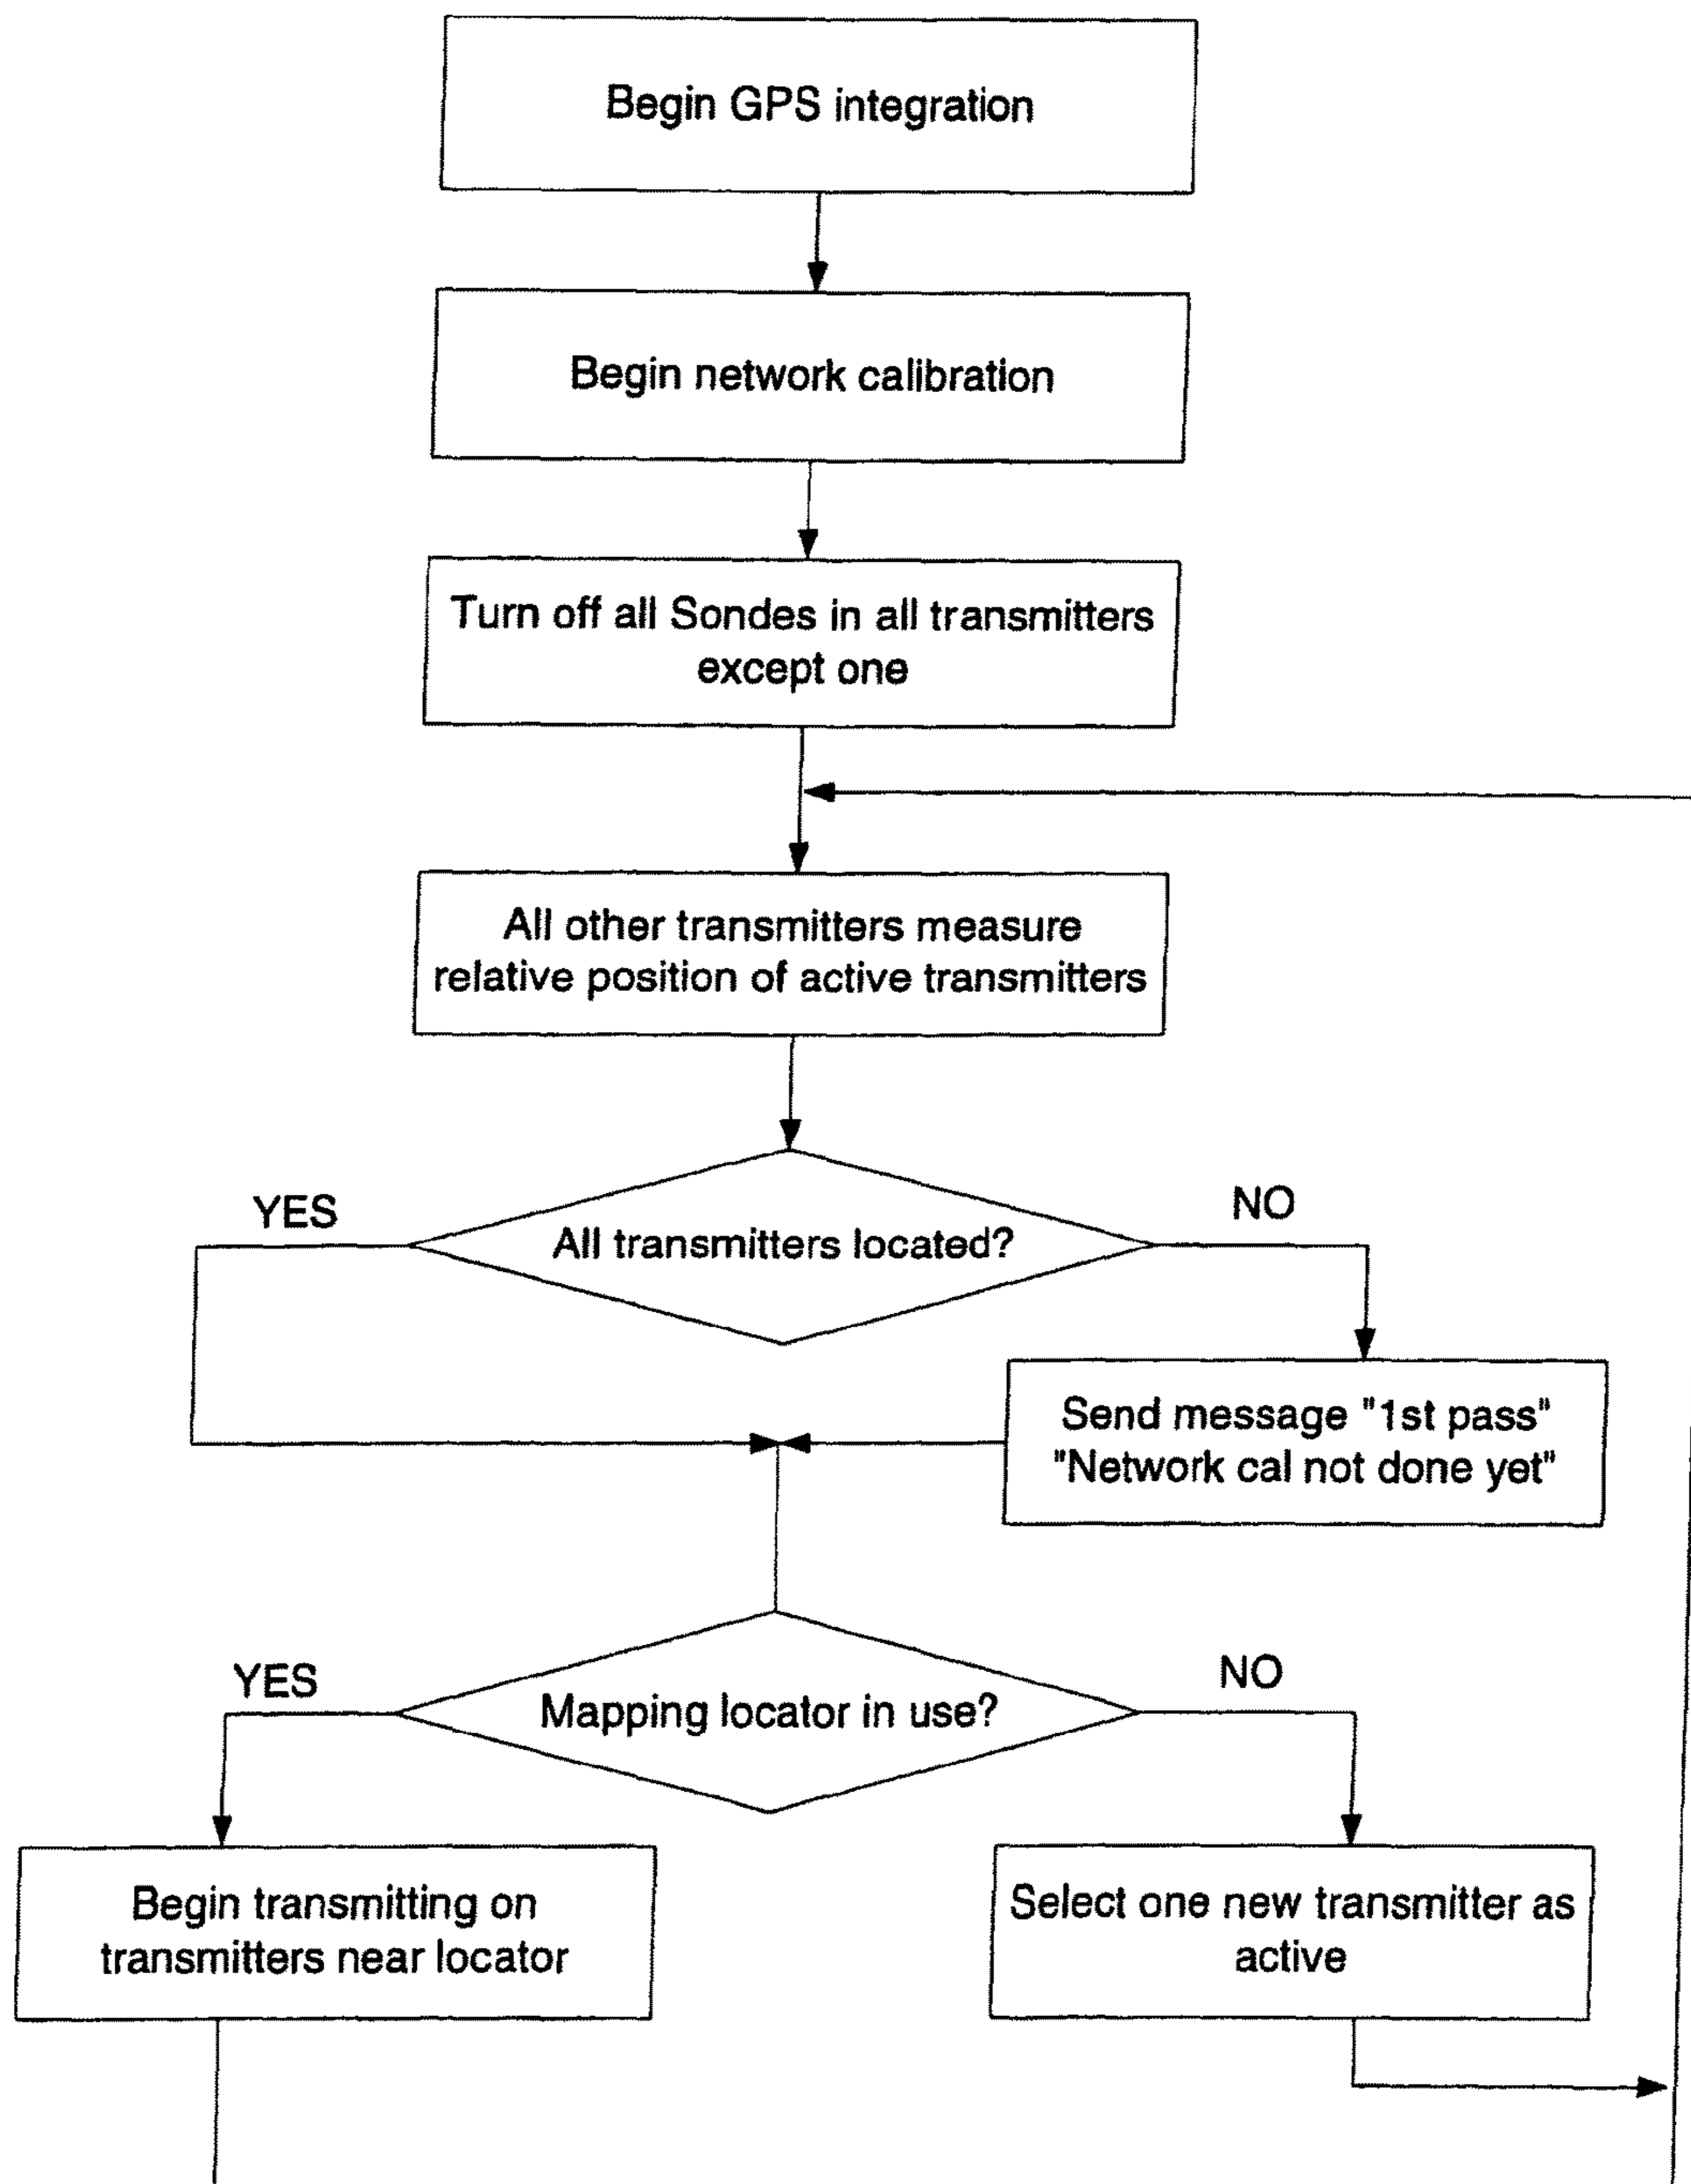 Begin GPS integration
Begin network calibration
Turn off all Sondes in all transmitters
except one
All other transmitters measure
relative position of active transmitters
YES
NO
All transmitters located?
Send message "1st pass"
"Network cal not done yet"
YES
NO
Mapping locator in use?
Begin transmitting on
transmitters near locator
Select one new transmitter as
active